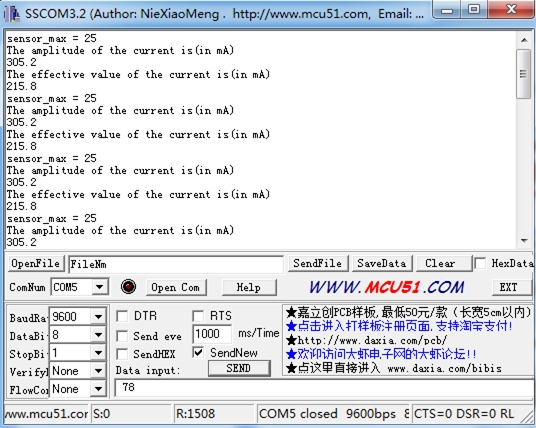 SSCOM3.2 (Author: NieXiaoMeng . http://www.mcu51.com, Email: ...
sensor_max = 25
The amplitude of the current is(in mA)
305.2
The effective value of the current is(in mA)
215.8
sensor_max = 25
The amplitude of the current is(in mA)
305.2
The effective value of the current is(in mA)
215.8
sensor_max = 25
The amplitude of the current is(in mA)
305.2
The effective value of the current is(in mA)
215.8
sensor_max = 25
The amplitude of the current is(in mA)
305.2
OpenFile FileNm SendFile SaveData Clear HexData
ComNum COM5 Open Com Help WWW.MCU51.COM EXT
BaudRa 9600 DTR RTS
DataBi 8 Send eve 1000 ms/Time
StopBi 1 SendHEX SendNew
Verify None Data input: SEND
FlowCon None 78
★嘉立创PCB样板,最低50元/款（长宽5cm以内）
★点击进入打样板注册页面,支持淘宝支付!
★http://www.daxia.com/pcb/
★欢迎访问大虾电子网的大虾论坛!!
★点这里直接进入 www.daxia.com/bibis
www.mcu51.cor S:0 R:1508 COM5 closed 9600bps 8 CTS=0 DSR=0 RL